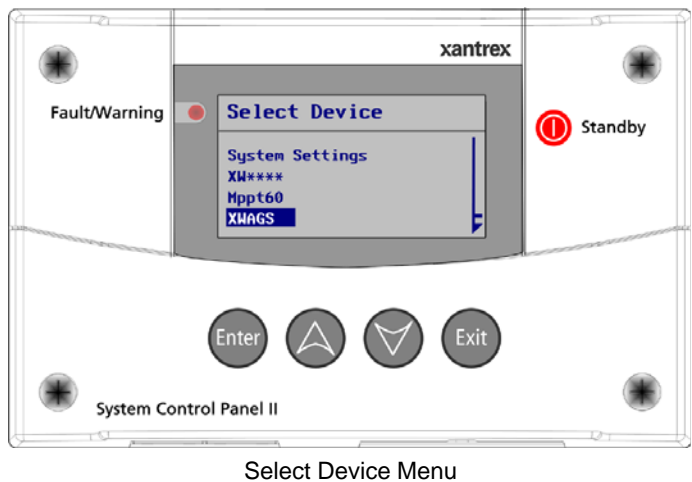 xantrex
Fault/Warning
Select Device
Standby
System Settings
XW****
Mppt60
XWAGS
Enter
Exit
System Control Panel II
Select Device Menu